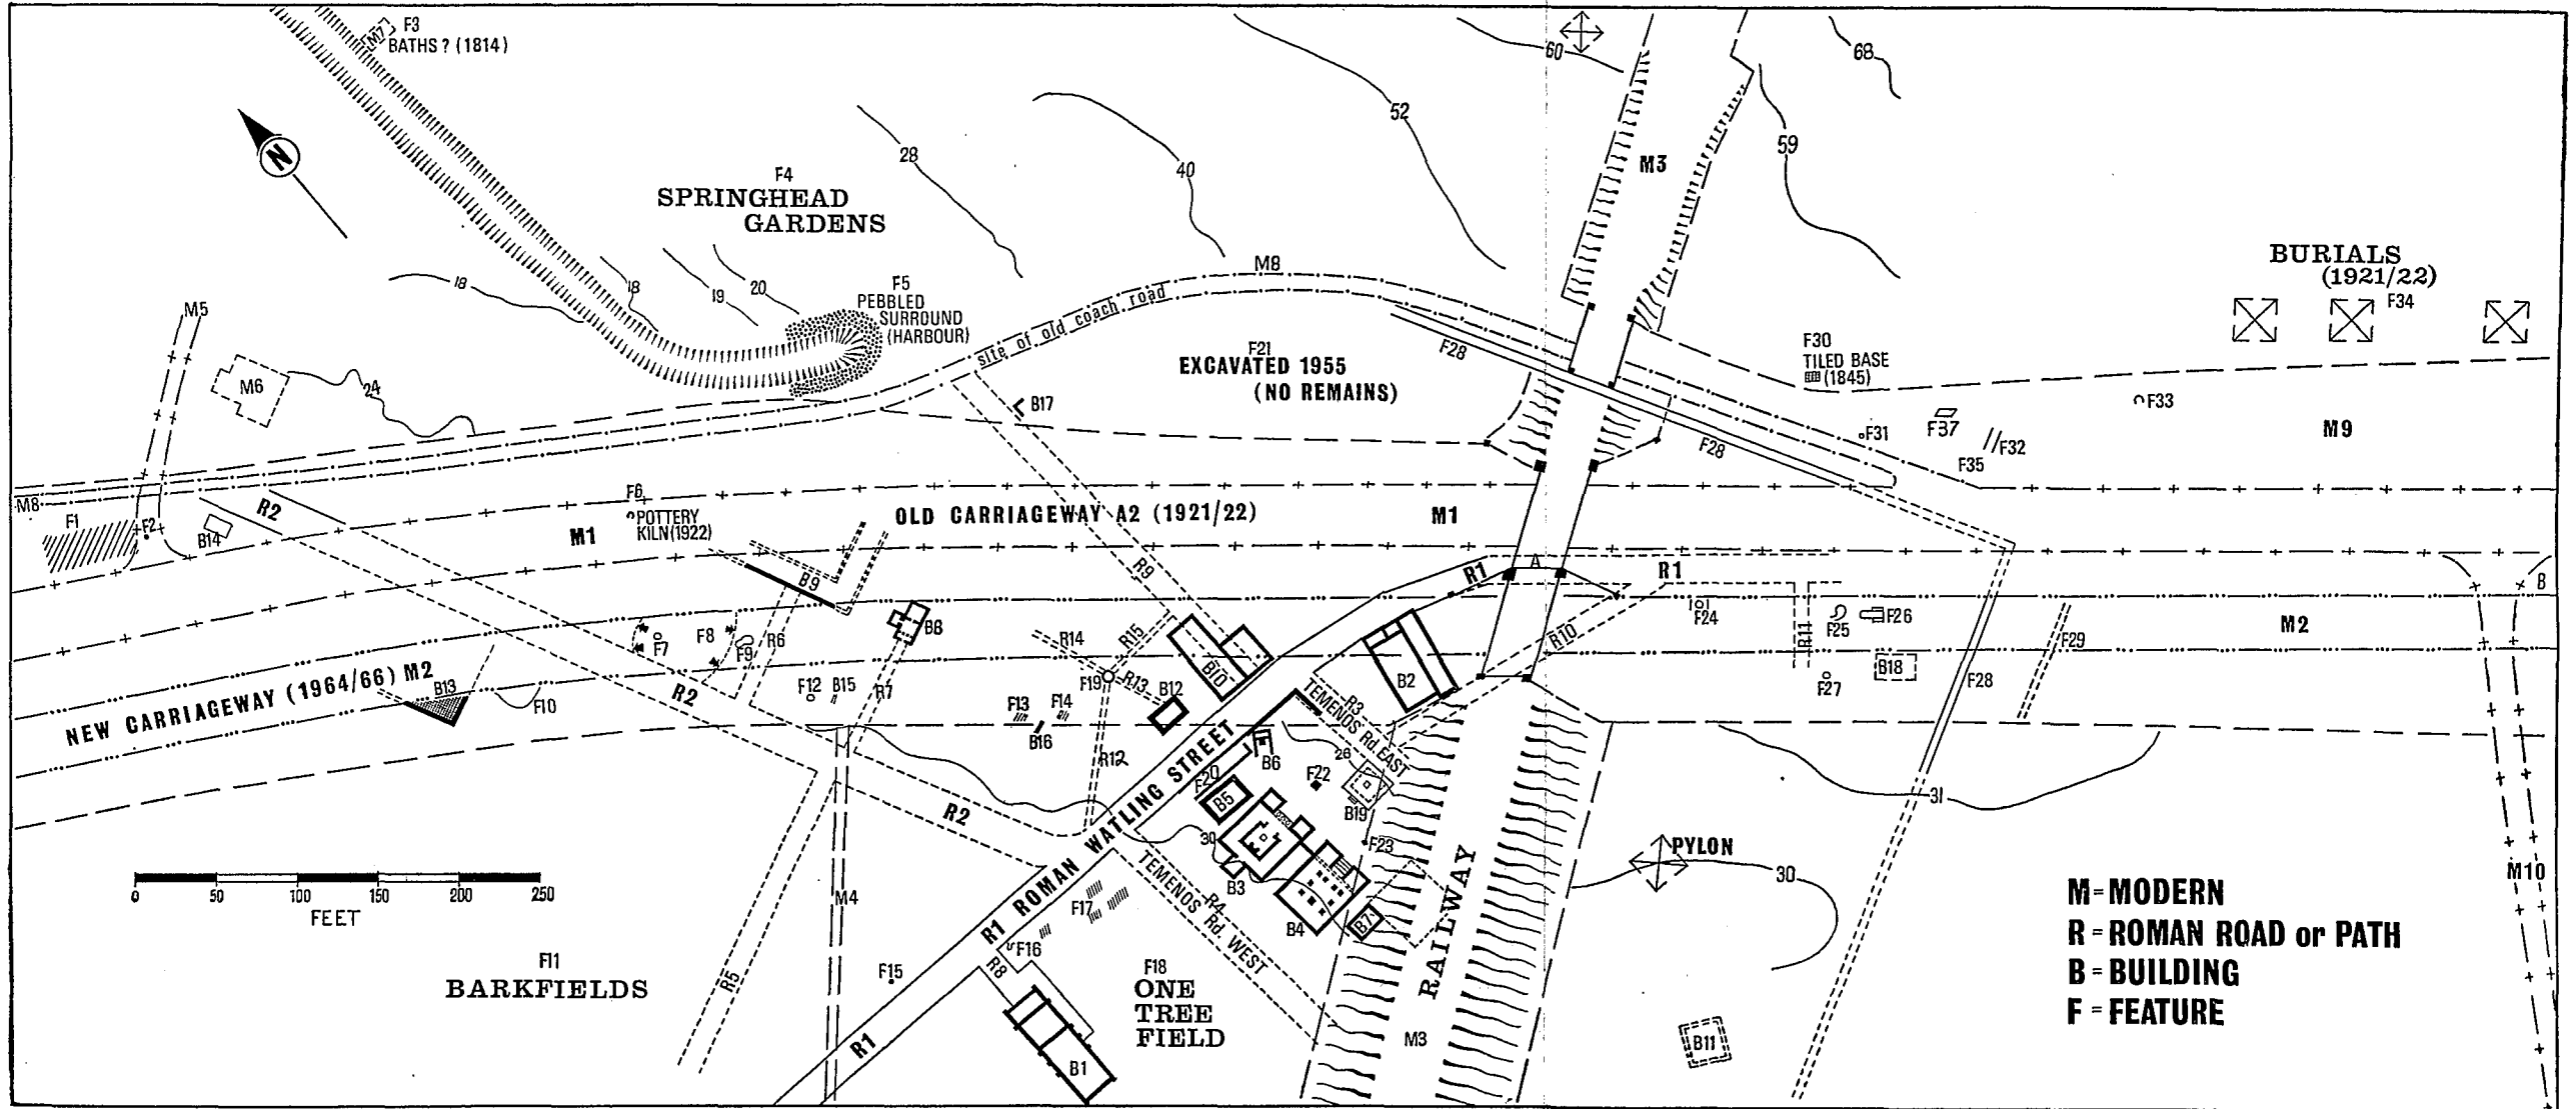 F3
M7
BATHS ? (1814)
60
68
52
N
M3
59
28
40
F4
SPRINGHEAD
GARDENS
BURIALS
(1921/22)
F34
M8
18
18
19
20
F5
PEBBLED
SURROUND
(HARBOUR)
site of old coach road
M5
M6
24
F21
EXCAVATED 1955
(NO REMAINS)
F28
F30
TILED BASE
(1845)
B17
F33
F31
F37
F32
F35
M9
F28
M8
F1
F2
B14
R2
F6
POTTERY
KILN(1922)
M1
OLD CARRIAGEWAY A2 (1921/22)
M1
B9
R9
R1
A
R1
B
F24
R11
F25
F26
M2
F7
F8
F9
R6
B8
R14
R15
B10
R10
F29
NEW CARRIAGEWAY (1964/66) M2
B13
F10
R2
F12
B15
R7
F19
R13
B12
B2
F27
B18
F28
F13
F14
B16
R3
TEMENOS Rd. EAST
R12
B6
26
F22
F20
B5
B19
31
R2
R1 ROMAN WATLING STREET
30
F23
PYLON
30
M10
0
50
100
150
200
250
FEET
M4
TEMENOS Rd. WEST
R4
B3
B4
B7
F17
RAILWAY
M=MODERN
R=ROMAN ROAD or PATH
B=BUILDING
F=FEATURE
F11
BARKFIELDS
R5
F15
F16
R8
F18
ONE
TREE
FIELD
R1
B1
M3
B11